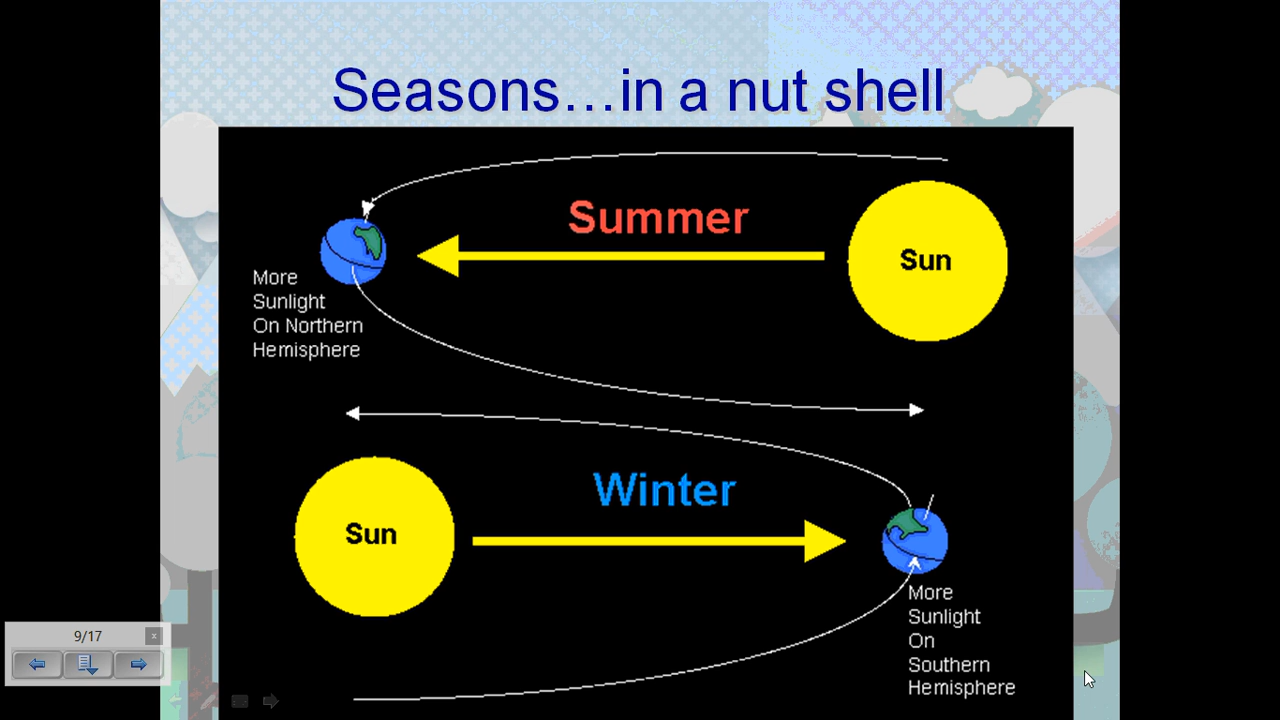 Seasons…in a nut shell
Summer
Sun
More
Sunlight
On Northern
Hemisphere
Winter
Sun
More
Sunlight
On
Southern
Hemisphere
9/17
x